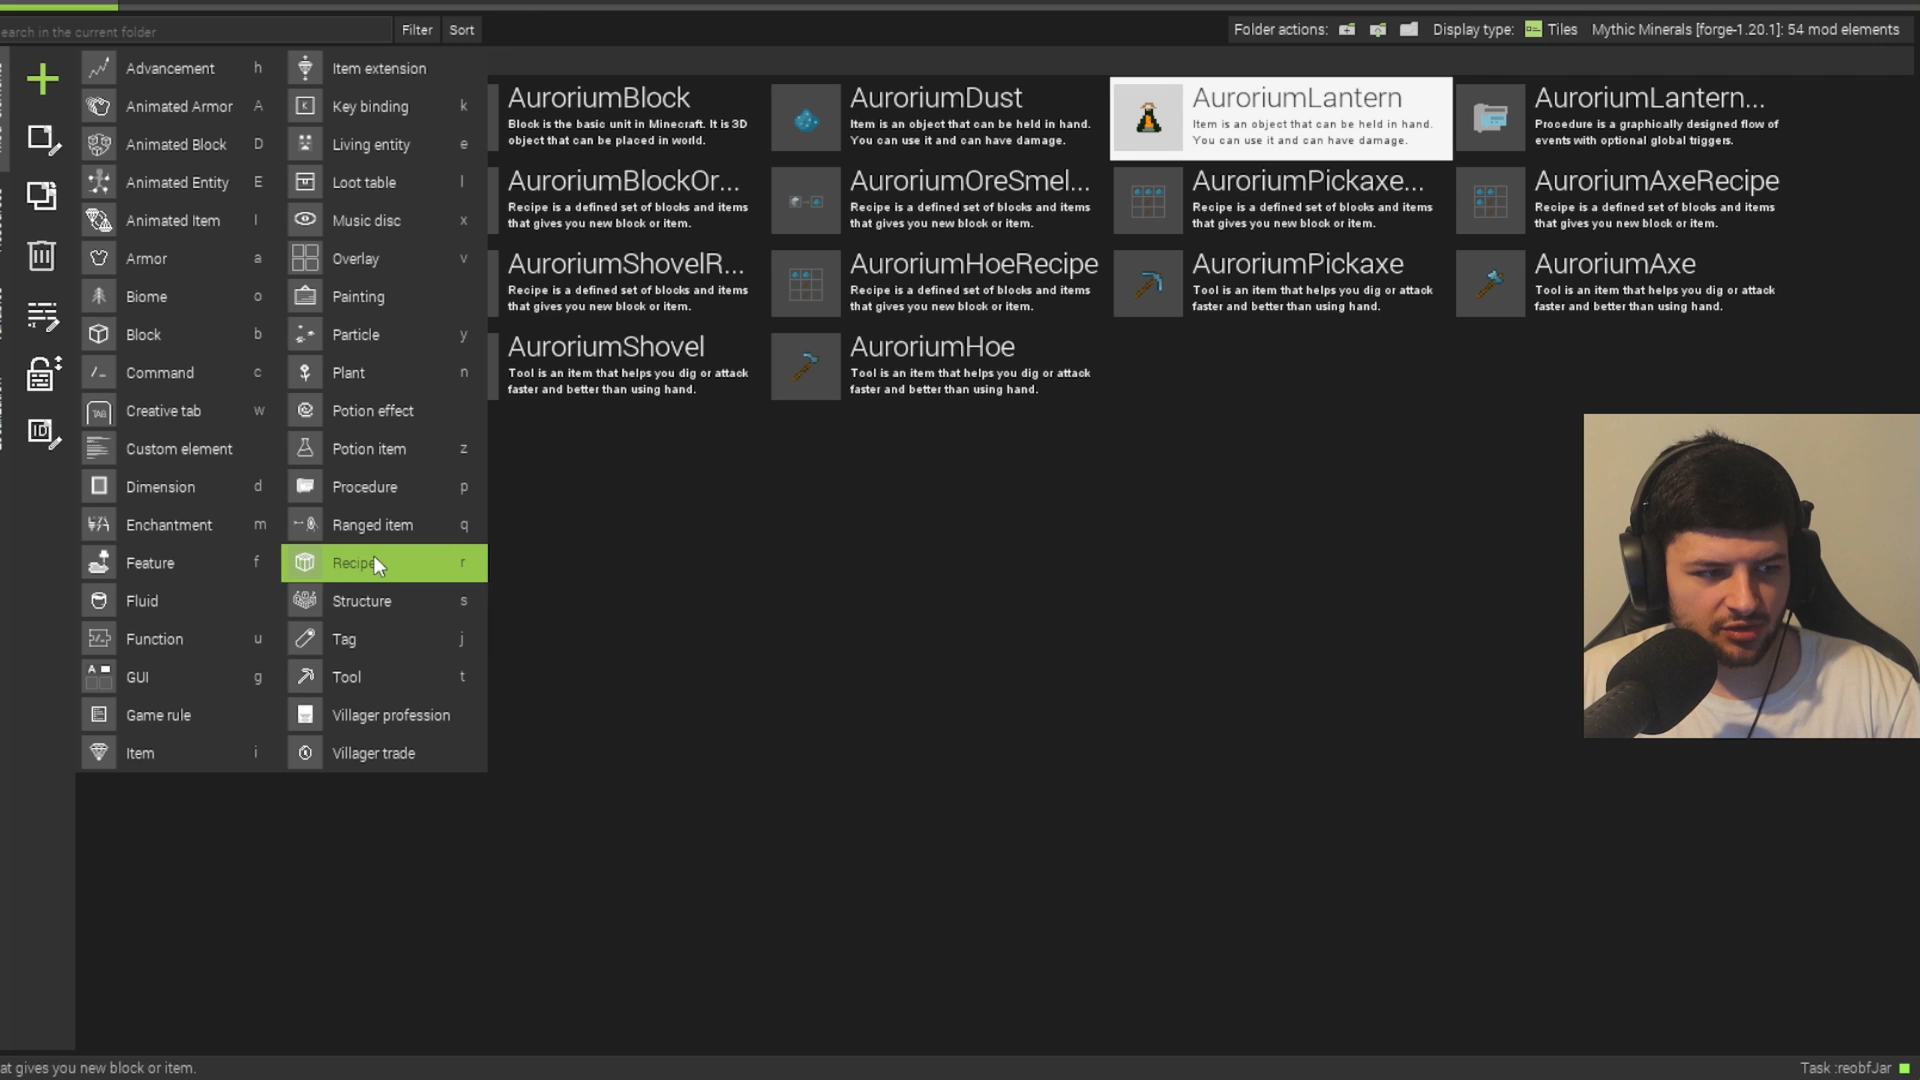 earch in the current folder
Filter
Sort
Folder actions:
Display type:
Tiles
Mythic Minerals [forge-1.20.1]: 54 mod elements
Advancement h
Animated Armor A
Animated Block D
Animated Entity E
Animated Item I
Armor a
Biome o
Block b
Command c
Creative tab w
Custom element
Dimension d
Enchantment m
Feature f
Fluid
Function u
GUI g
Game rule
Item i
Item extension
Key binding k
Living entity e
Loot table l
Music disc x
Overlay v
Painting
Particle y
Plant n
Potion effect
Potion item z
Procedure p
Ranged item q
Recipe r
Structure s
Tag j
Tool t
Villager profession
Villager trade
AuroriumBlock
Block is the basic unit in Minecraft. It is 3D
object that can be placed in world.
AuroriumDust
Item is an object that can be held in hand.
You can use it and can have damage.
AuroriumLantern
Item is an object that can be held in hand.
You can use it and can have damage.
AuroriumLantern...
Procedure is a graphically designed flow of
events with optional global triggers.
AuroriumBlockOr...
Recipe is a defined set of blocks and items
that gives you new block or item.
AuroriumOreSmel...
Recipe is a defined set of blocks and items
that gives you new block or item.
AuroriumPickaxe...
Recipe is a defined set of blocks and items
that gives you new block or item.
AuroriumAxeRecipe
Recipe is a defined set of blocks and items
that gives you new block or item.
AuroriumShovelR...
Recipe is a defined set of blocks and items
that gives you new block or item.
AuroriumHoeRecipe
Recipe is a defined set of blocks and items
that gives you new block or item.
AuroriumPickaxe
Tool is an item that helps you dig or attack
faster and better than using hand.
AuroriumAxe
Tool is an item that helps you dig or attack
faster and better than using hand.
AuroriumShovel
Tool is an item that helps you dig or attack
faster and better than using hand.
AuroriumHoe
Tool is an item that helps you dig or attack
faster and better than using hand.
at gives you new block or item.
Task :reobfJar